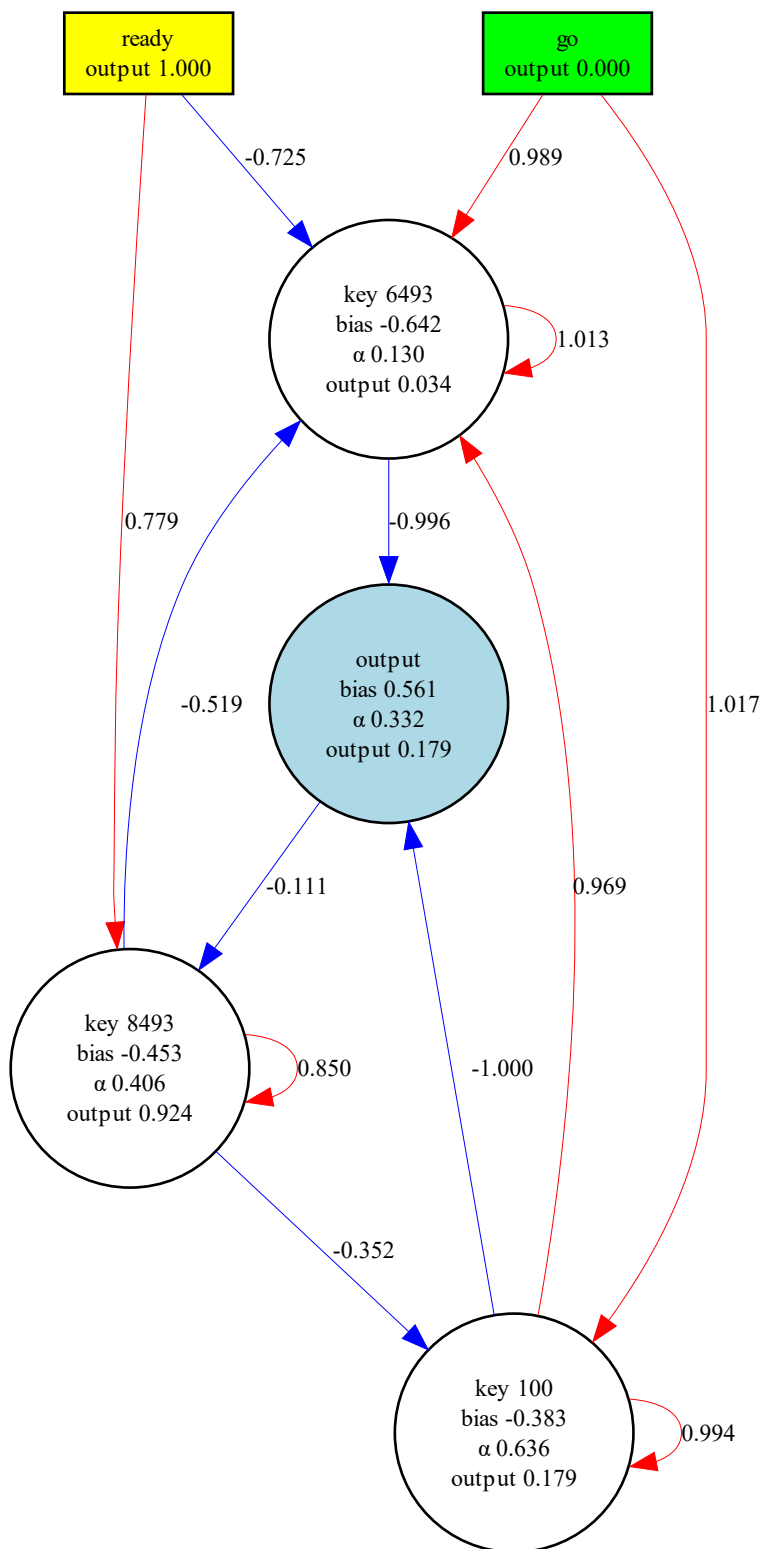 ready
output 1.000
go
output 0.000
-0.725
0.989
key 6493
bias -0.642
α 0.130
output 0.034
1.013
0.779
-0.996
output
bias 0.561
α 0.332
output 0.179
-0.519
1.017
-0.111
0.969
key 8493
bias -0.453
α 0.406
output 0.924
0.850
-1.000
-0.352
key 100
bias -0.383
α 0.636
output 0.179
0.994